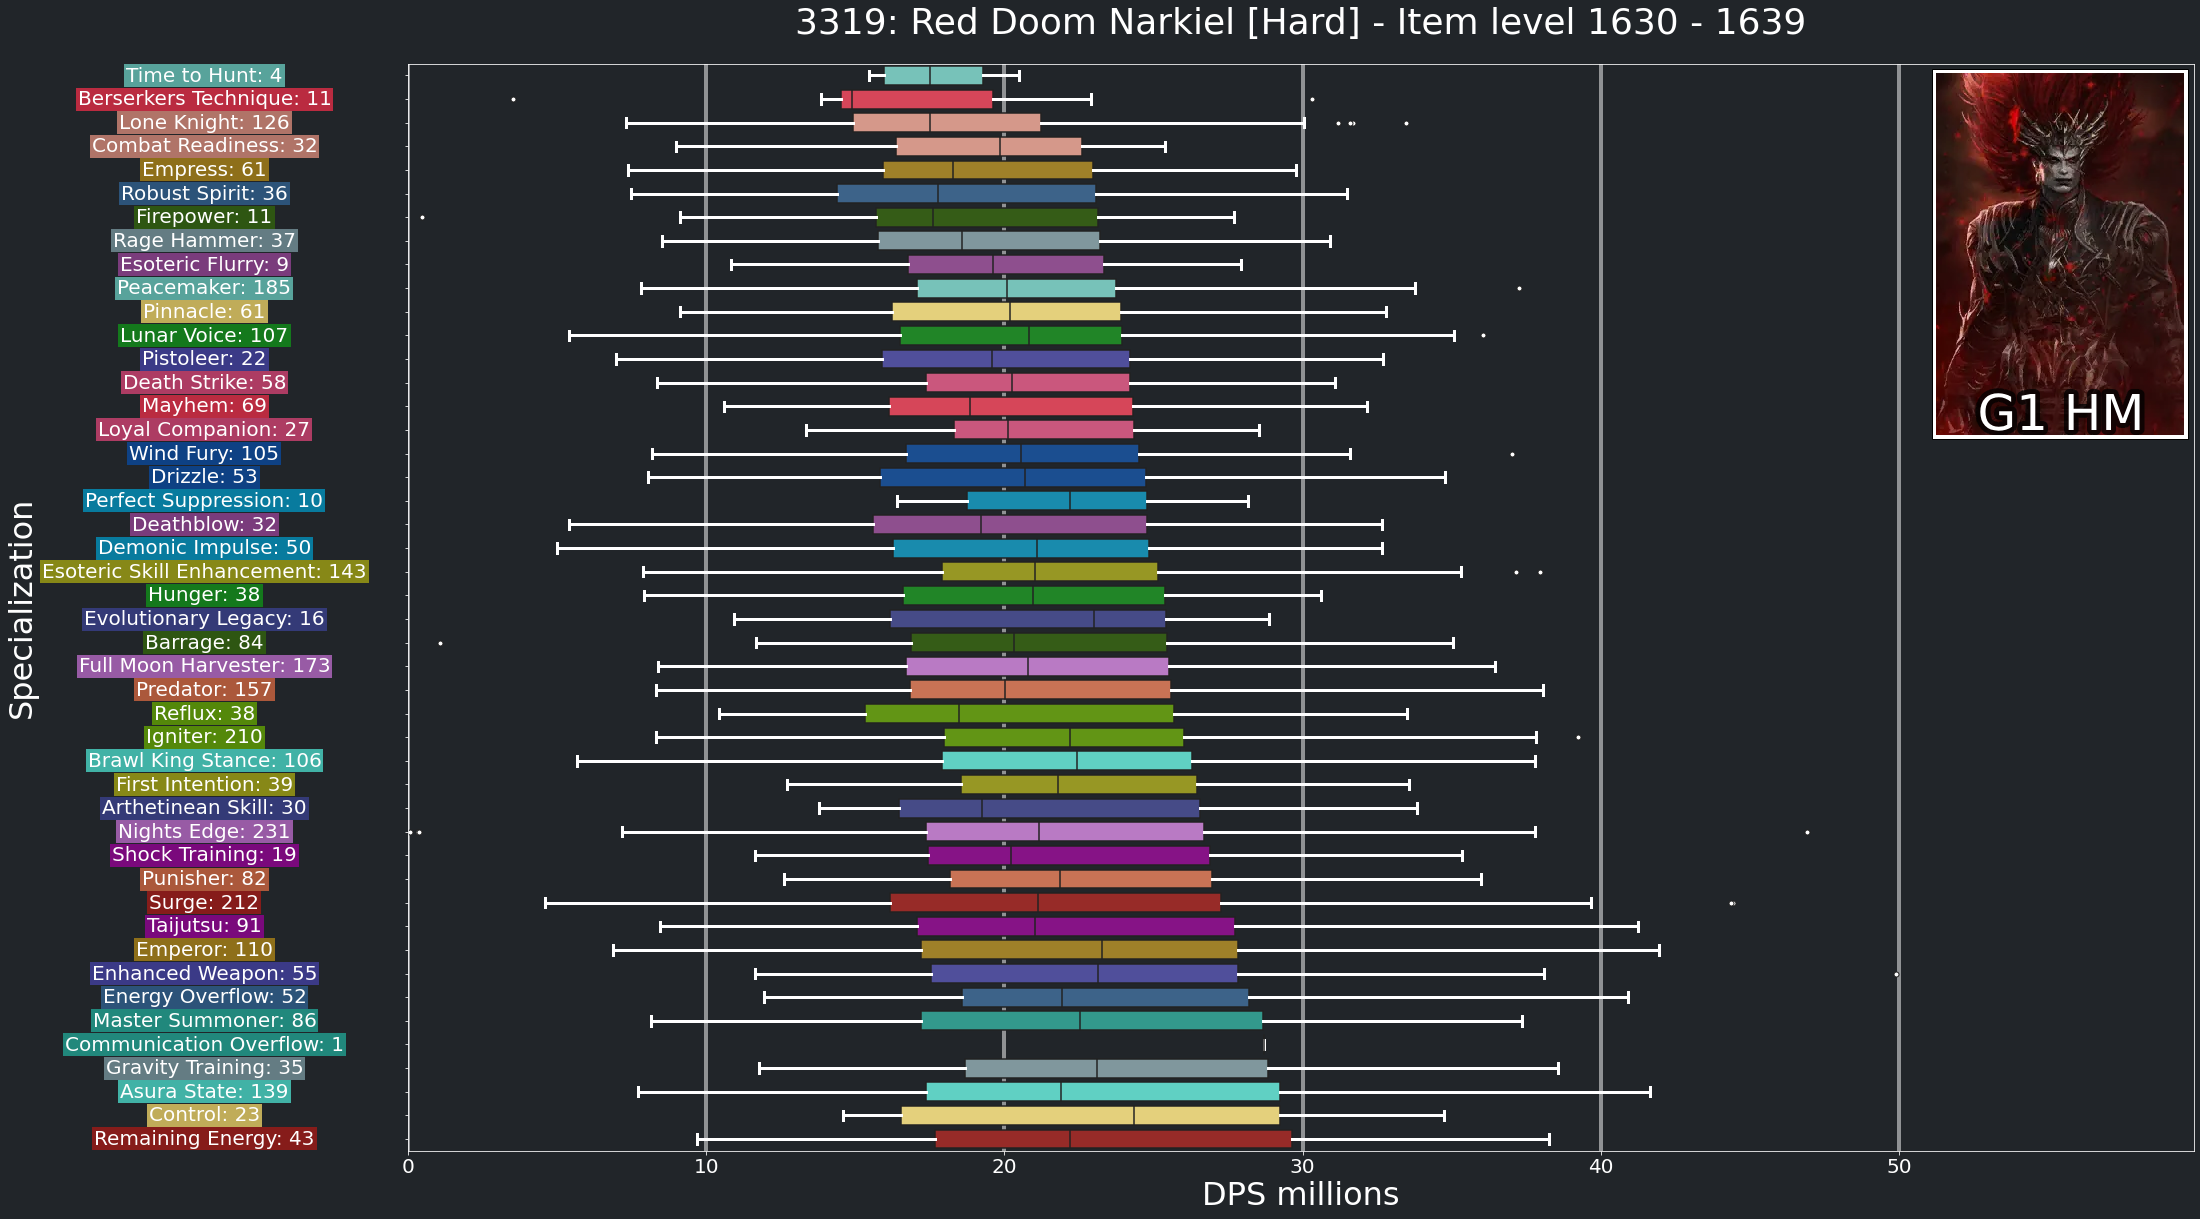 3319: Red Doom Narkiel [Hard] - Item level 1630 - 1639
Time to Hunt: 4
Berserkers Technique: 11
Lone Knight: 126
Combat Readiness: 32
Empress: 61
Robust Spirit: 36
Firepower: 11
Rage Hammer: 37
Esoteric Flurry: 9
Peacemaker: 185
Pinnacle: 61
Lunar Voice: 107
Pistoleer: 22
Death Strike: 58
Mayhem: 69
Loyal Companion: 27
Wind Fury: 105
Drizzle: 53
Perfect Suppression: 10
Deathblow: 32
Demonic Impulse: 50
Esoteric Skill Enhancement: 143
Hunger: 38
Evolutionary Legacy: 16
Barrage: 84
Full Moon Harvester: 173
Predator: 157
Reflux: 38
Igniter: 210
Brawl King Stance: 106
First Intention: 39
Arthetinean Skill: 30
Nights Edge: 231
Shock Training: 19
Punisher: 82
Surge: 212
Taijutsu: 91
Emperor: 110
Enhanced Weapon: 55
Energy Overflow: 52
Master Summoner: 86
Communication Overflow: 1
Gravity Training: 35
Asura State: 139
Control: 23
Remaining Energy: 43
Specialization
G1 HM
0 10 20 30 40 50
DPS millions